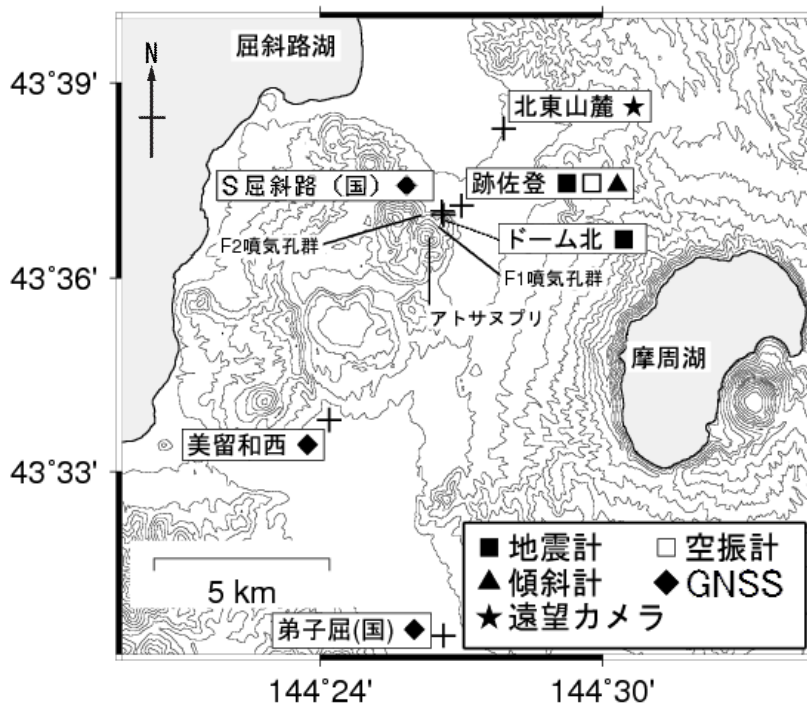 屈斜路湖
N
43°39'
北東山麓 ★
S屈斜路（国） ◆
跡佐登 ■□▲
F2噴気孔群
ドーム北 ■
F1噴気孔群
43°36'
アトサヌプリ
摩周湖
美留和西 ◆
43°33'
■地震計 □空振計
▲傾斜計 ◆GNSS
★遠望カメラ
5 km
弟子屈(国) ◆
144°24' 144°30'